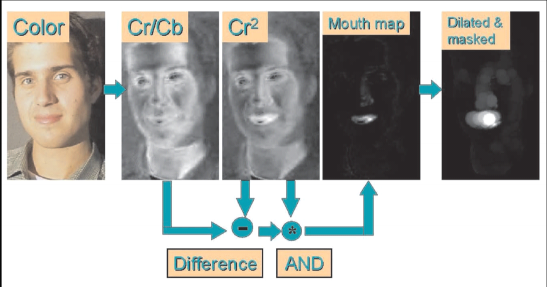 Color
Cr/Cb
Cr²
Mouth map
Dilated &
masked
-
*
Difference
AND